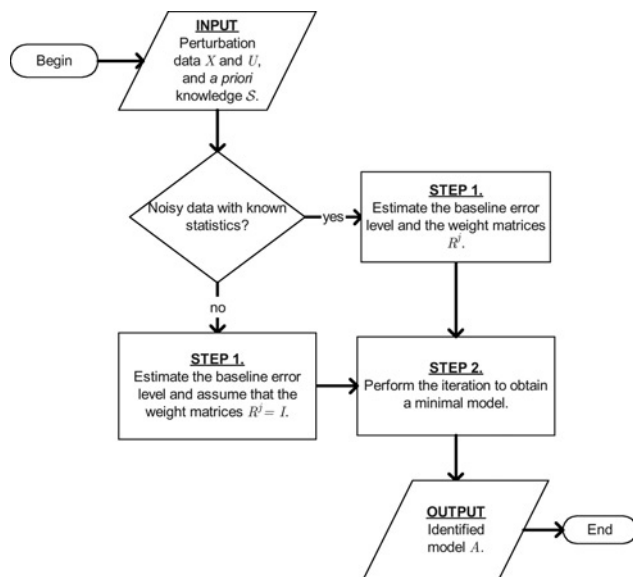 Begin
INPUT
Perturbation
data X and U,
and a priori
knowledge S.
Noisy data with known
statistics?
yes
STEP 1.
Estimate the baseline error
level and the weight matrices
R^j.
no
STEP 1.
Estimate the baseline error
level and assume that the
weight matrices R^j = I.
STEP 2.
Perform the iteration to obtain
a minimal model.
OUTPUT
Identified
model A.
End